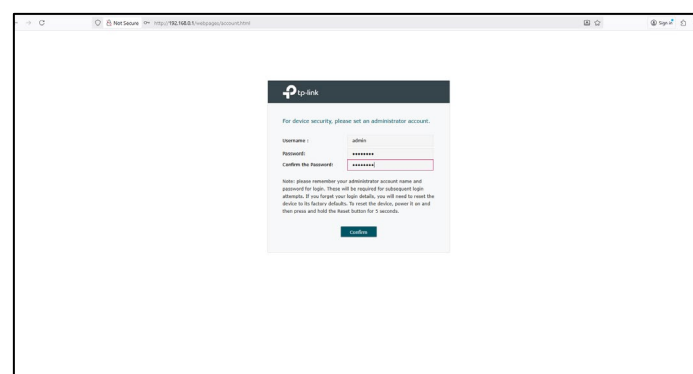 Not Secure http://192.168.0.1/webpages/account.html
Sign in
tp-link
For device security, please set an administrator account.
Username :
admin
Password:
••••••••
Confirm the Password:
••••••••
Note: please remember your administrator account name and
password for login. These will be required for subsequent login
attempts. If you forget your login details, you will need to reset the
device to its factory defaults. To reset the device, power it on and
then press and hold the Reset button for 5 seconds.
Confirm